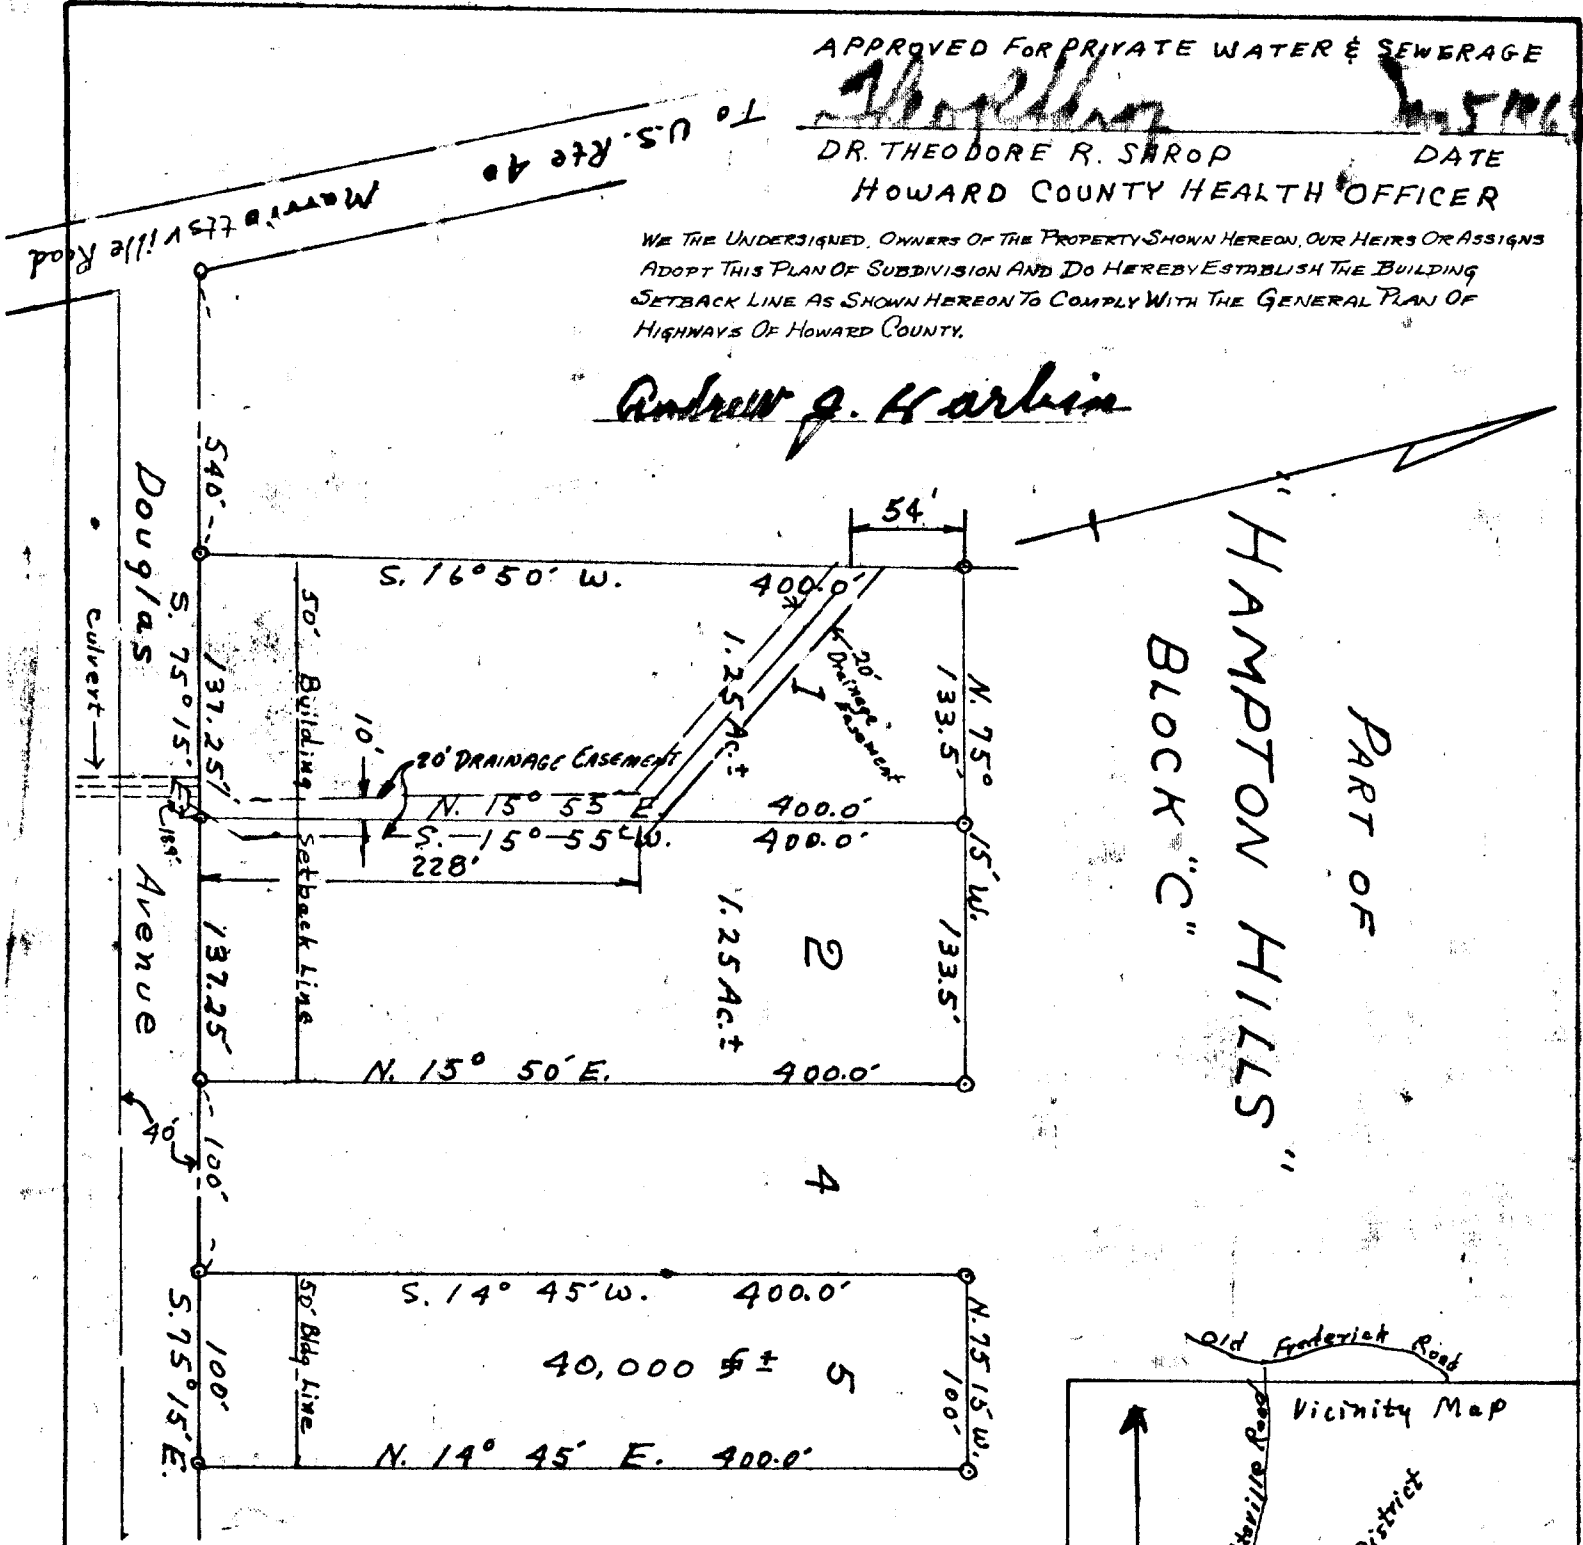 APPROVED FOR PRIVATE WATER & SEWERAGE
DR. THEODORE R. SHROP
DATE
HOWARD COUNTY HEALTH OFFICER
WE THE UNDERSIGNED, OWNERS OF THE PROPERTY SHOWN HEREON, OUR HEIRS OR ASSIGNS
ADOPT THIS PLAN OF SUBDIVISION AND DO HEREBY ESTABLISH THE BUILDING
SETBACK LINE AS SHOWN HEREON TO COMPLY WITH THE GENERAL PLAN OF
HIGHWAYS OF HOWARD COUNTY.
Andrew J. Harbin
To U.S. Rte 40
Marriottsville Road
540'
54'
S. 16° 50' W.
400.0'
Douglas Avenue
culvert
S. 75° 15' E.
137.25'
50' Building Setback Line
10'
20' DRAINAGE EASEMENT
1.25 Ac.±
1
20'
Drainage
Easement
N. 75° 15' W.
133.5'
N. 15° 55' E.
400.0'
S. 15° 55' W.
400.0'
228'
137.25'
1.25 Ac.±
2
133.5'
N. 15° 50' E.
400.0'
40'
100'
4
S. 14° 45' W.
400.0'
S. 75° 15' E.
100'
50' Bldg Line
40,000 ±
5
N. 75° 15' W.
100'
N. 14° 45' E.
400.0'
PART OF
"HAMPTON HILLS"
BLOCK "C"
Old Frederick Road
Vicinity Map
Road